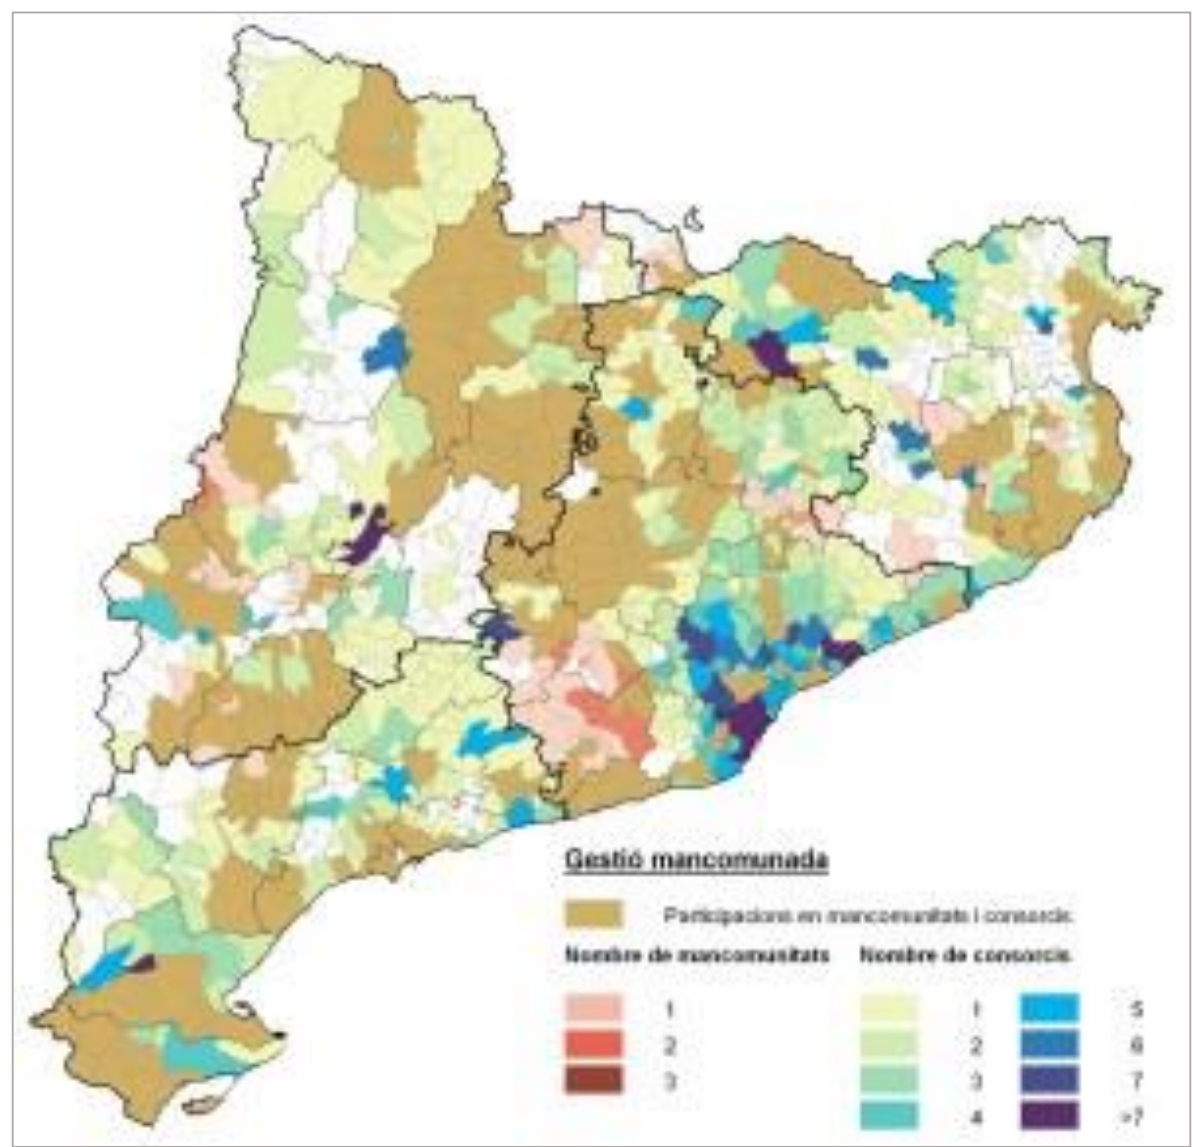 Gestió mancomunada
Participacions en mancomunitats i consorcis
Nombre de mancomunitats
Nombre de consorcis
1
2
3
1
2
3
4
5
6
7
>7